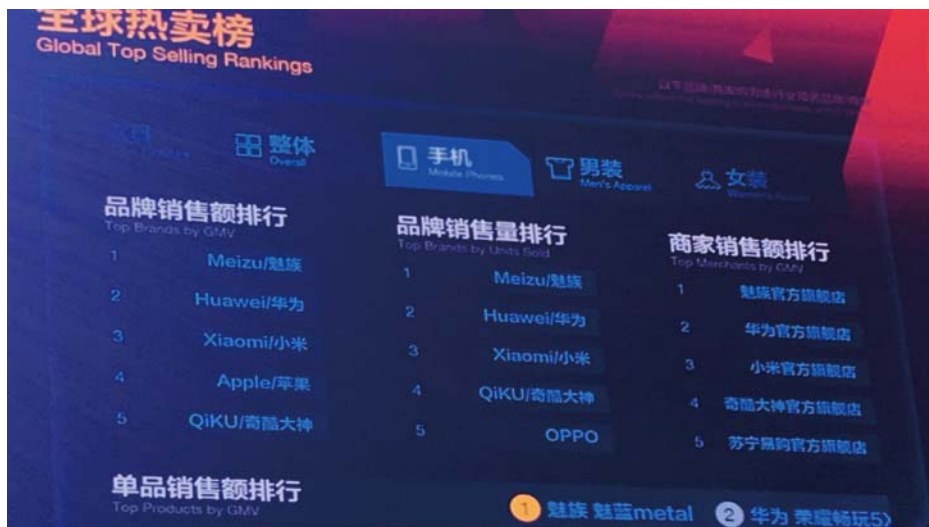 全球热卖榜
Global Top Selling Rankings
整体
Overall
手机
Mobile Phones
男装
Men's Apparel
女装
品牌销售额排行
Top Brands by GMV
1 Meizu/魅族
2 Huawei/华为
3 Xiaomi/小米
4 Apple/苹果
5 QiKU/奇酷大神
品牌销售量排行
Top Brands by Units Sold
1 Meizu/魅族
2 Huawei/华为
3 Xiaomi/小米
4 QiKU/奇酷大神
5 OPPO
商家销售额排行
Top Merchants by GMV
1 魅族官方旗舰店
2 华为官方旗舰店
3 小米官方旗舰店
4 奇酷大神官方旗舰店
5 苏宁易购官方旗舰店
单品销售额排行
Top Products by GMV
1 魅族 魅蓝metal 2 华为 荣耀畅玩5X